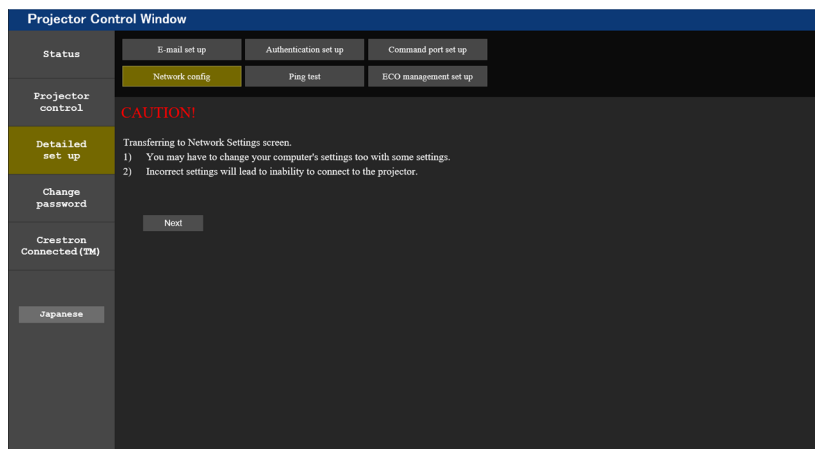 Projector Control Window
Status
E-mail set up
Authentication set up
Command port set up
Network config
Ping test
ECO management set up
Projector
control
Detailed
set up
Change
password
Crestron
Connected(TM)
Japanese
CAUTION!
Transferring to Network Settings screen.
1) You may have to change your computer's settings too with some settings.
2) Incorrect settings will lead to inability to connect to the projector.
Next